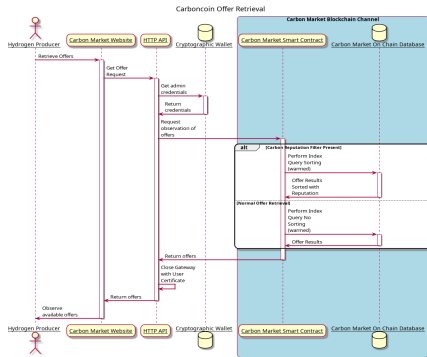 Carboncoin Offer Retrieval
Carbon Market Blockchain Channel
Hydrogen Producer
Carbon Market Website
HTTP API
Cryptographic Wallet
Carbon Market Smart Contract
Carbon Market On Chain Database
Retrieve Offers
Get Offer
Request
Get admin
credentials
Return
credentials
Request
observation of
offers
alt
[Carbon Reputation Filter Present]
Perform Index
Query Sorting
(warmed)
Offer Results
Sorted with
Reputation
[Normal Offer Retrieval]
Perform Index
Query No
Sorting
(warmed)
Offer Results
Return offers
Close Gateway
with User
Certificate
Return offers
Observe
available offers
Hydrogen Producer
Carbon Market Website
HTTP API
Cryptographic Wallet
Carbon Market Smart Contract
Carbon Market On Chain Database